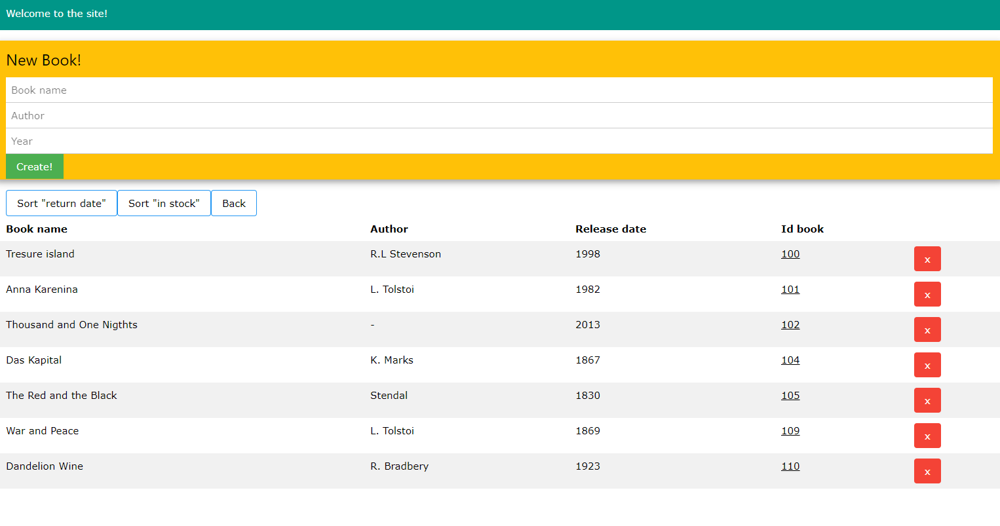 Welcome to the site!
New Book!
Book name
Author
Year
Create!
Sort "return date" Sort "in stock" Back
Book name Author Release date Id book
Tresure island R.L Stevenson 1998 100 x
Anna Karenina L. Tolstoi 1982 101 x
Thousand and One Nigthts - 2013 102 x
Das Kapital K. Marks 1867 104 x
The Red and the Black Stendal 1830 105 x
War and Peace L. Tolstoi 1869 109 x
Dandelion Wine R. Bradbery 1923 110 x